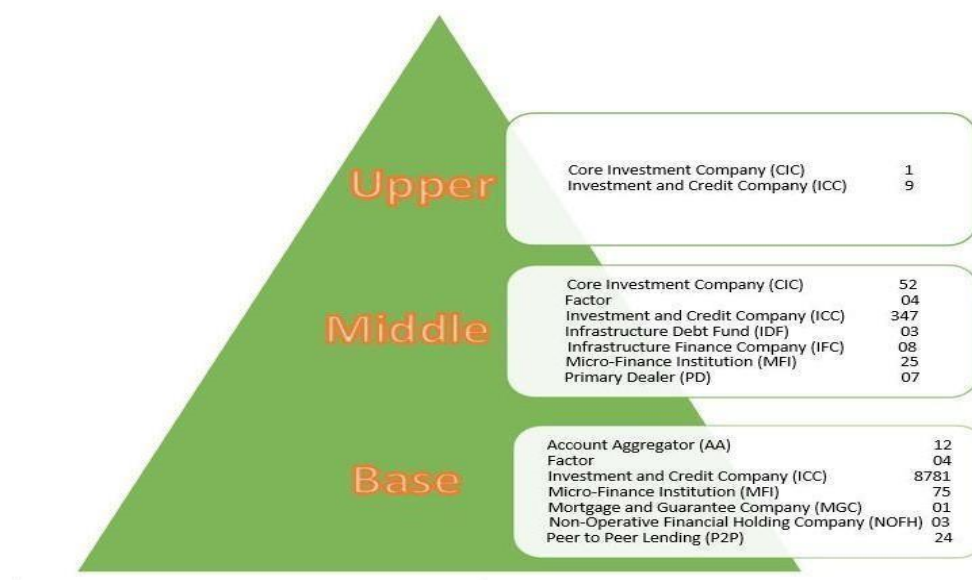 Upper
Core Investment Company (CIC) 1
Investment and Credit Company (ICC) 9
Middle
Core Investment Company (CIC) 52
Factor 04
Investment and Credit Company (ICC) 347
Infrastructure Debt Fund (IDF) 03
Infrastructure Finance Company (IFC) 08
Micro-Finance Institution (MFI) 25
Primary Dealer (PD) 07
Base
Account Aggregator (AA) 12
Factor 04
Investment and Credit Company (ICC) 8781
Micro-Finance Institution (MFI) 75
Mortgage and Guarantee Company (MGC) 01
Non-Operative Financial Holding Company (NOFH) 03
Peer to Peer Lending (P2P) 24